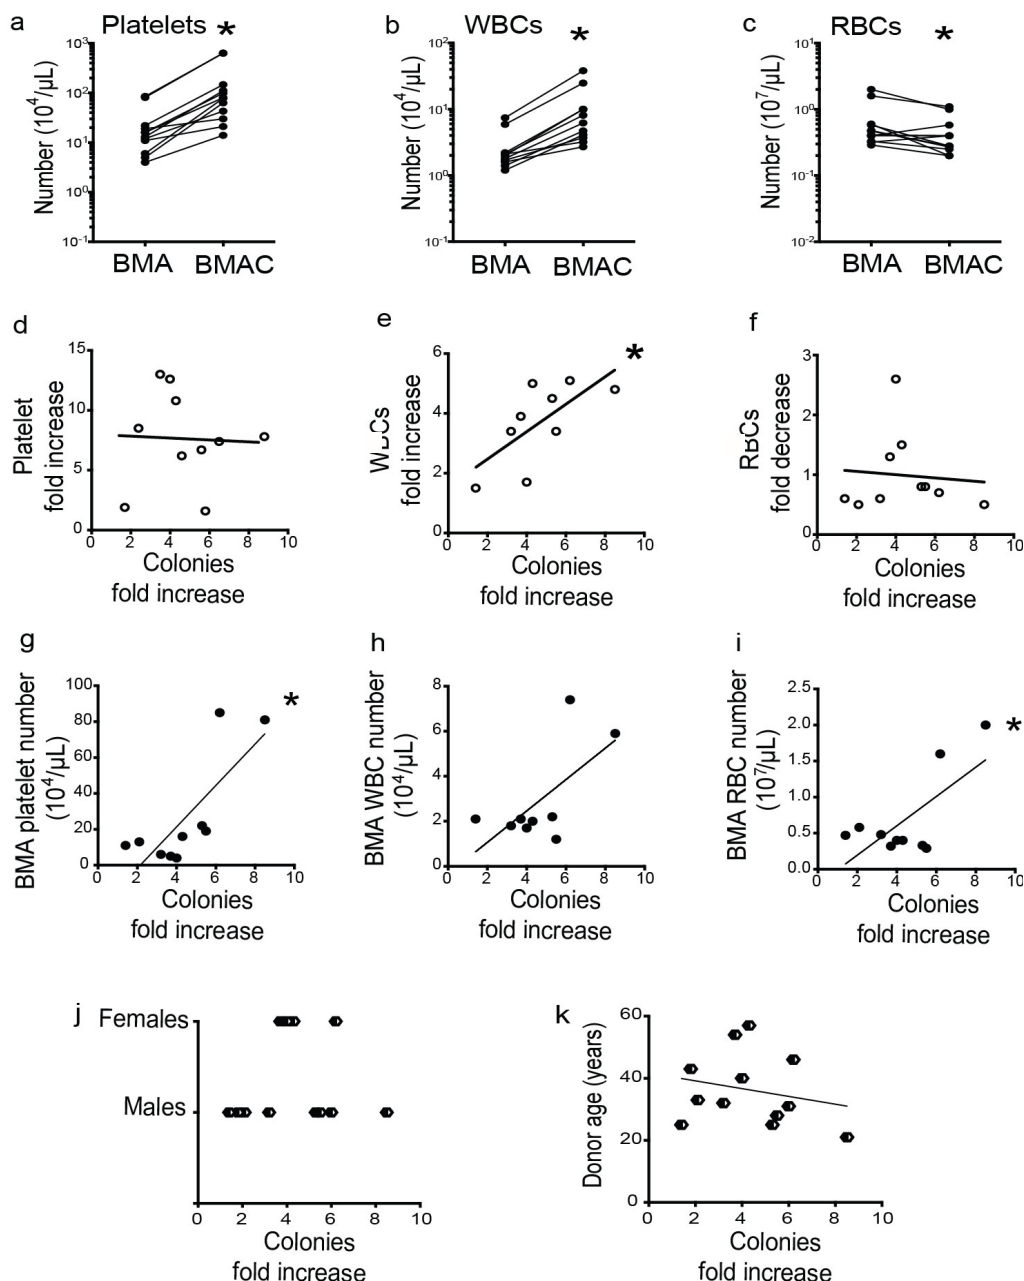 a
Platelets *
Number (10⁴/µL)
10³
10²
10¹
10⁰
10⁻¹
BMA BMAC
b
WBCs *
Number (10⁴/µL)
10²
10¹
10⁰
10⁻¹
BMA BMAC
c
RBCs *
Number (10⁷/µL)
10¹
10⁰
10⁻¹
10⁻²
BMA BMAC
d
Platelet
fold increase
15
10
5
0
0 2 4 6 8 10
Colonies
fold increase
e
*
WBCs
fold increase
6
4
2
0
0 2 4 6 8 10
Colonies
fold increase
f
RBCs
fold decrease
3
2
1
0
0 2 4 6 8 10
Colonies
fold increase
g
*
BMA platelet number
(10⁴/µL)
100
80
60
40
20
0
0 2 4 6 8 10
Colonies
fold increase
h
BMA WBC number
(10⁴/µL)
8
6
4
2
0
0 2 4 6 8 10
Colonies
fold increase
i
*
BMA RBC number
(10⁷/µL)
2.5
2.0
1.5
1.0
0.5
0.0
0 2 4 6 8 10
Colonies
fold increase
j
Females
Males
0 2 4 6 8 10
Colonies
fold increase
k
Donor age (years)
60
40
20
0
0 2 4 6 8 10
Colonies
fold increase